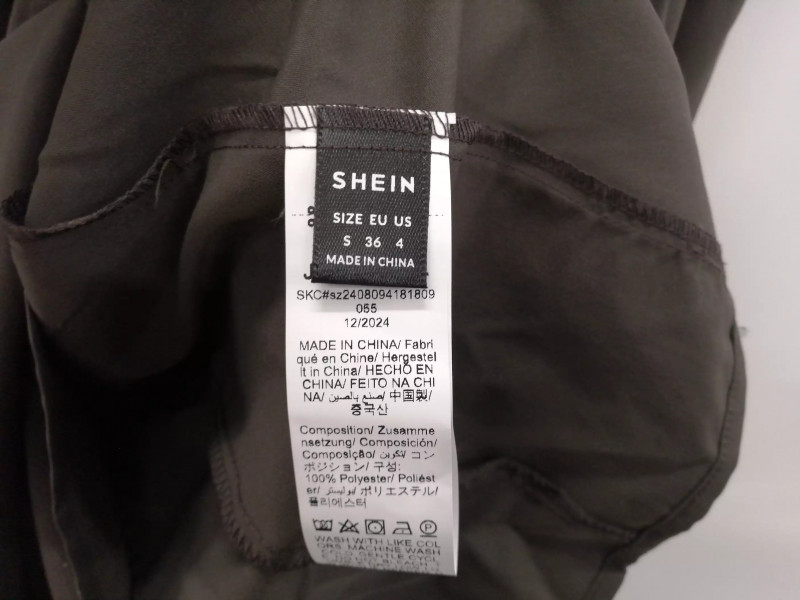 SHEIN
SIZE EU US
S 36 4
MADE IN CHINA
SKC#sz2408094181809
055
12/2024
MADE IN CHINA/ Fabri
qué en Chine/ Hergestel
lt in China/ HECHO EN
CHINA/ FEITO NA CHI
NA/ صنع بالصين/ 中国製/
중국산
Composition/ Zusamme
nsetzung/ Composición/
Composição/ تكوين/ コン
ポジション/ 구성:
100% Polyester/ Poliést
er/ بوليستر/ ポリエステル/
폴리에스터
WASH WITH LIKE COL
ORS. MACHINE WASH
COLD, GENTLE CYCL